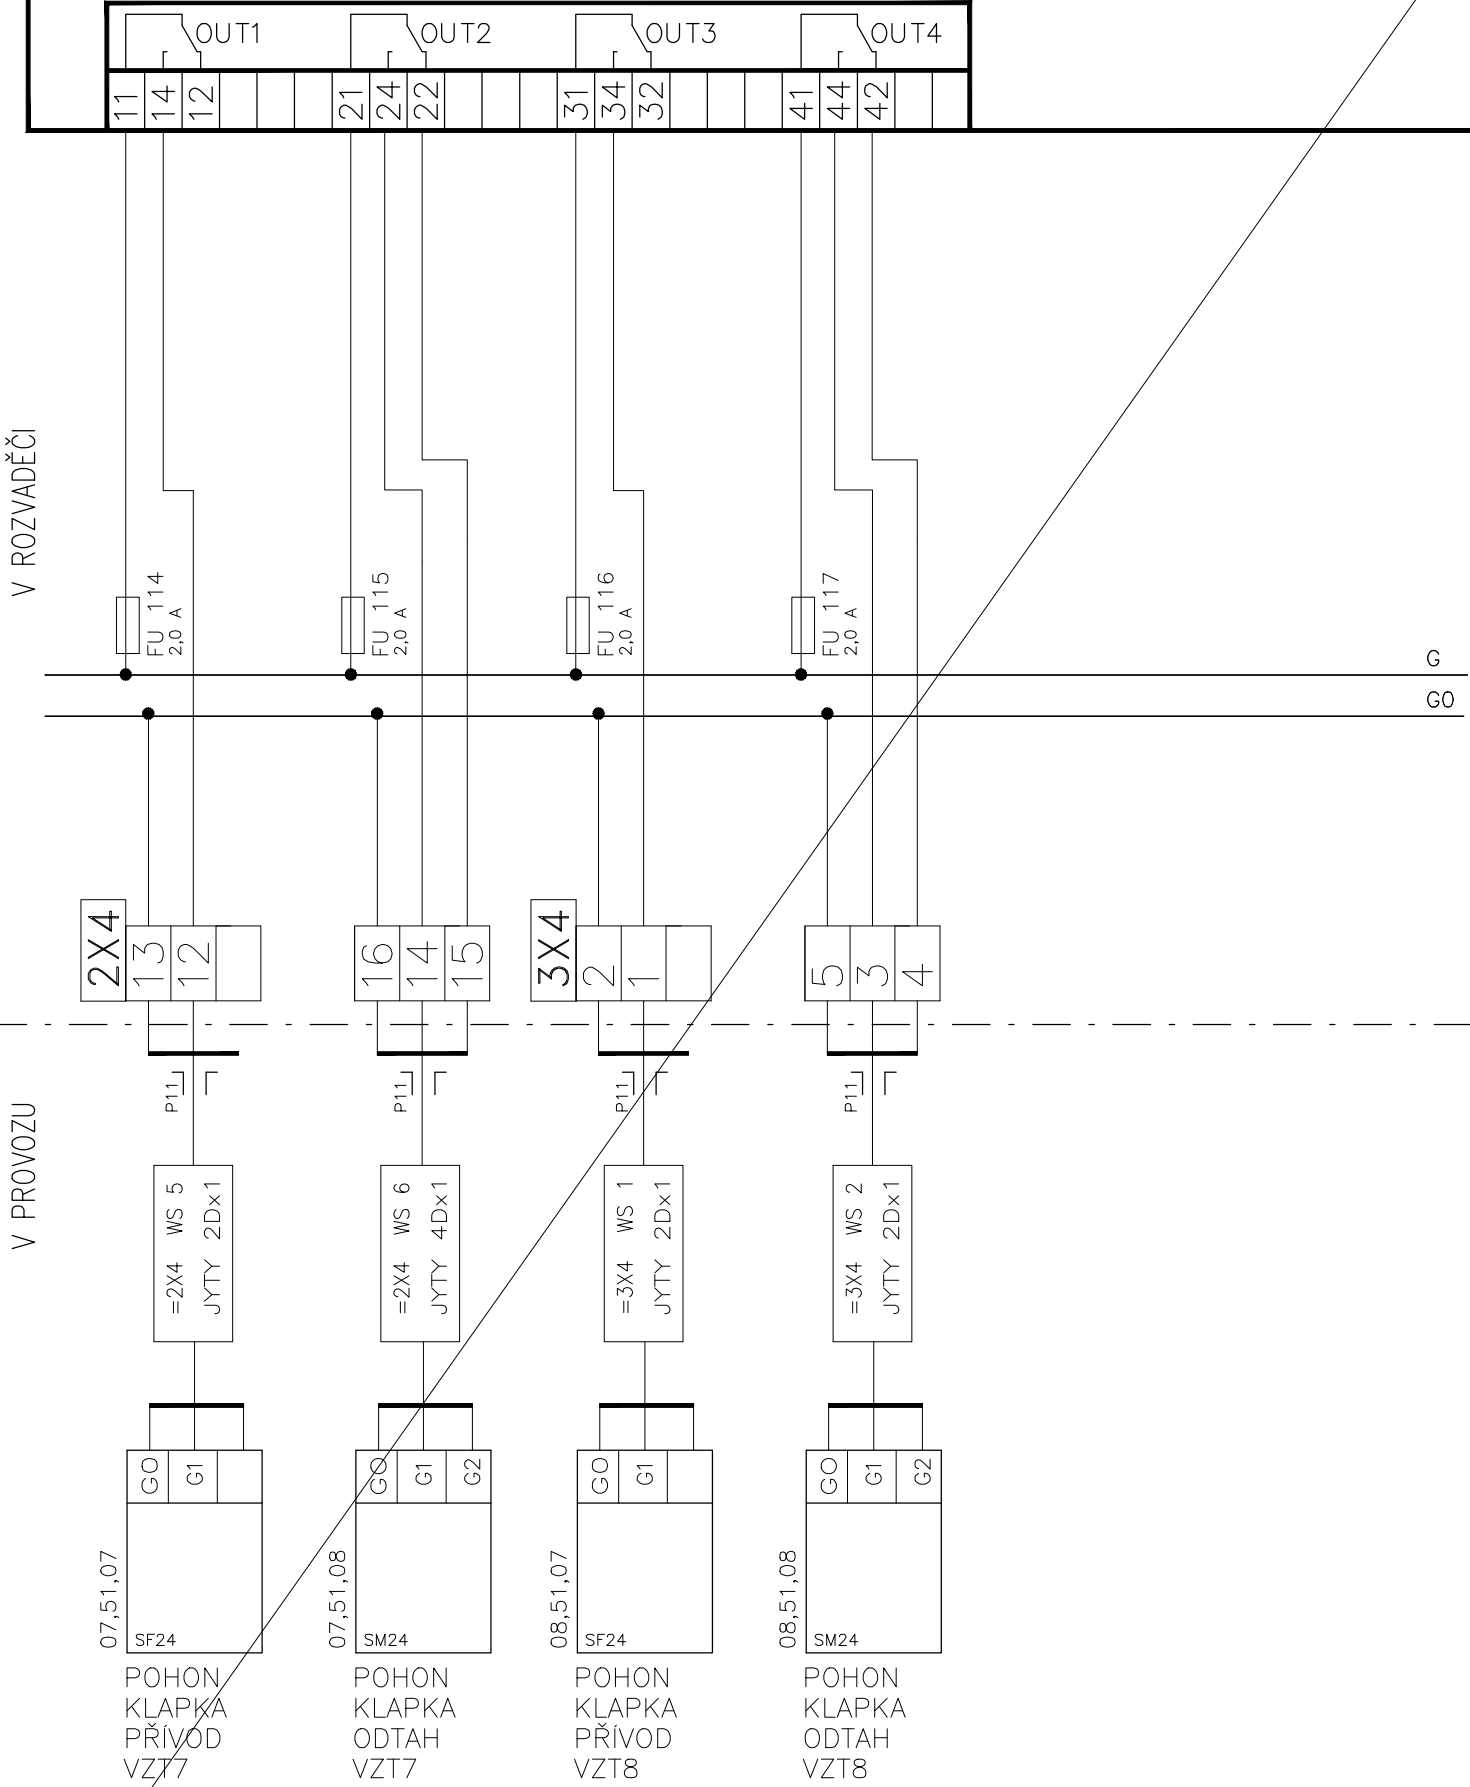 OUT1
OUT2
OUT3
OUT4
11
14
12
21
24
22
31
34
32
41
44
42
V ROZVADĚČI
FU 114
2,0 A
FU 115
2,0 A
FU 116
2,0 A
FU 117
2,0 A
G
G0
2X4
13
12
16
14
15
3X4
2
1
5
3
4
V PROVOZU
P11
P11
P11
P11
=2X4 WS 5
JYTY 2Dx1
=2X4 WS 6
JYTY 4Dx1
=3X4 WS 1
JYTY 2Dx1
=3X4 WS 2
JYTY 2Dx1
GO
G1
GO
G1
G2
GO
G1
GO
G1
G2
07,51,07
SF24
07,51,08
SM24
08,51,07
SF24
08,51,08
SM24
POHON
KLAPKA
PŘÍVOD
VZT7
POHON
KLAPKA
ODTAH
VZT7
POHON
KLAPKA
PŘÍVOD
VZT8
POHON
KLAPKA
ODTAH
VZT8